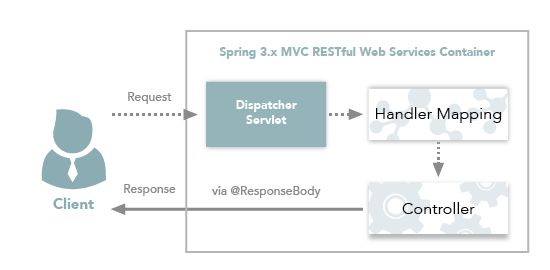 Spring 3.x MVC RESTful Web Services Container
Request
Dispatcher
Servlet
Handler Mapping
Response
via @ResponseBody
Controller
Client